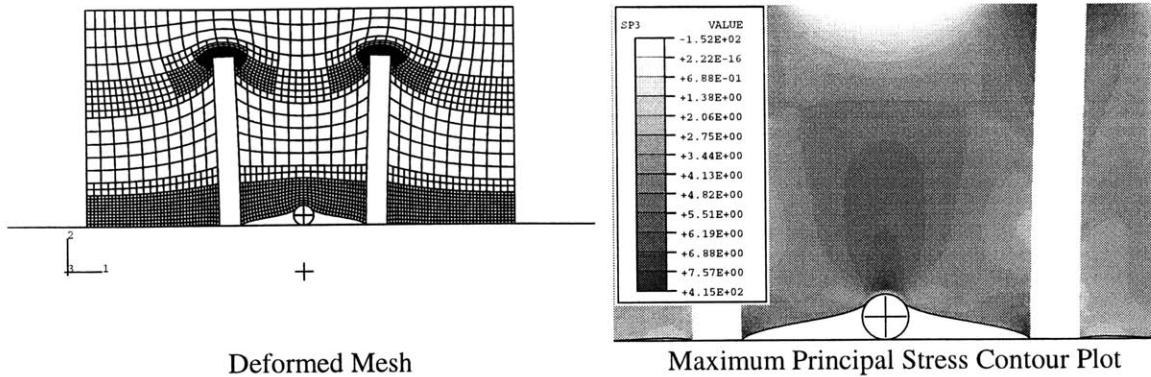 SP3 VALUE
-1.52E+02
+2.22E-16
+6.88E-01
+1.38E+00
+2.06E+00
+2.75E+00
+3.44E+00
+4.13E+00
+4.82E+00
+5.51E+00
+6.19E+00
+6.88E+00
+7.57E+00
+4.15E+02
2
3 1
Deformed Mesh
Maximum Principal Stress Contour Plot